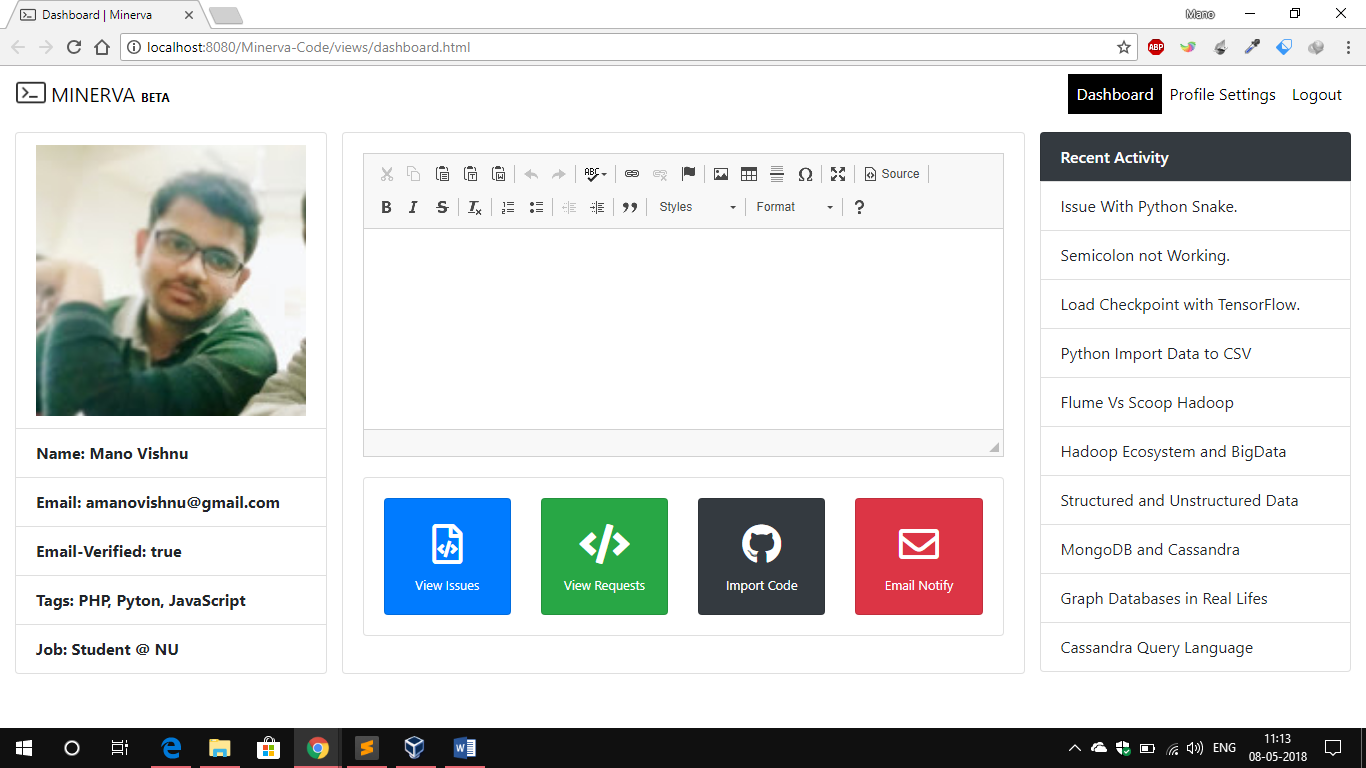 Dashboard | Minerva
Mano
localhost:8080/Minerva-Code/views/dashboard.html
ABP
MINERVA BETA
Dashboard Profile Settings Logout
Name: Mano Vishnu
Email: amanovishnu@gmail.com
Email-Verified: true
Tags: PHP, Pyton, JavaScript
Job: Student @ NU
ABC
Source
B I S
Styles Format ?
View Issues
View Requests
Import Code
Email Notify
Recent Activity
Issue With Python Snake.
Semicolon not Working.
Load Checkpoint with TensorFlow.
Python Import Data to CSV
Flume Vs Scoop Hadoop
Hadoop Ecosystem and BigData
Structured and Unstructured Data
MongoDB and Cassandra
Graph Databases in Real Lifes
Cassandra Query Language
ENG
11:13
08-05-2018